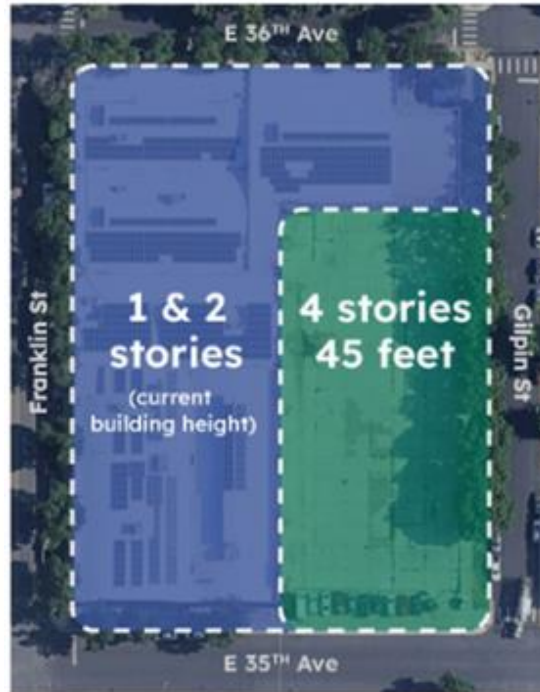 E 36TH Ave
Franklin St
1 & 2
stories
(current
building height)
4 stories
45 feet
Gilpin St
E 35TH Ave